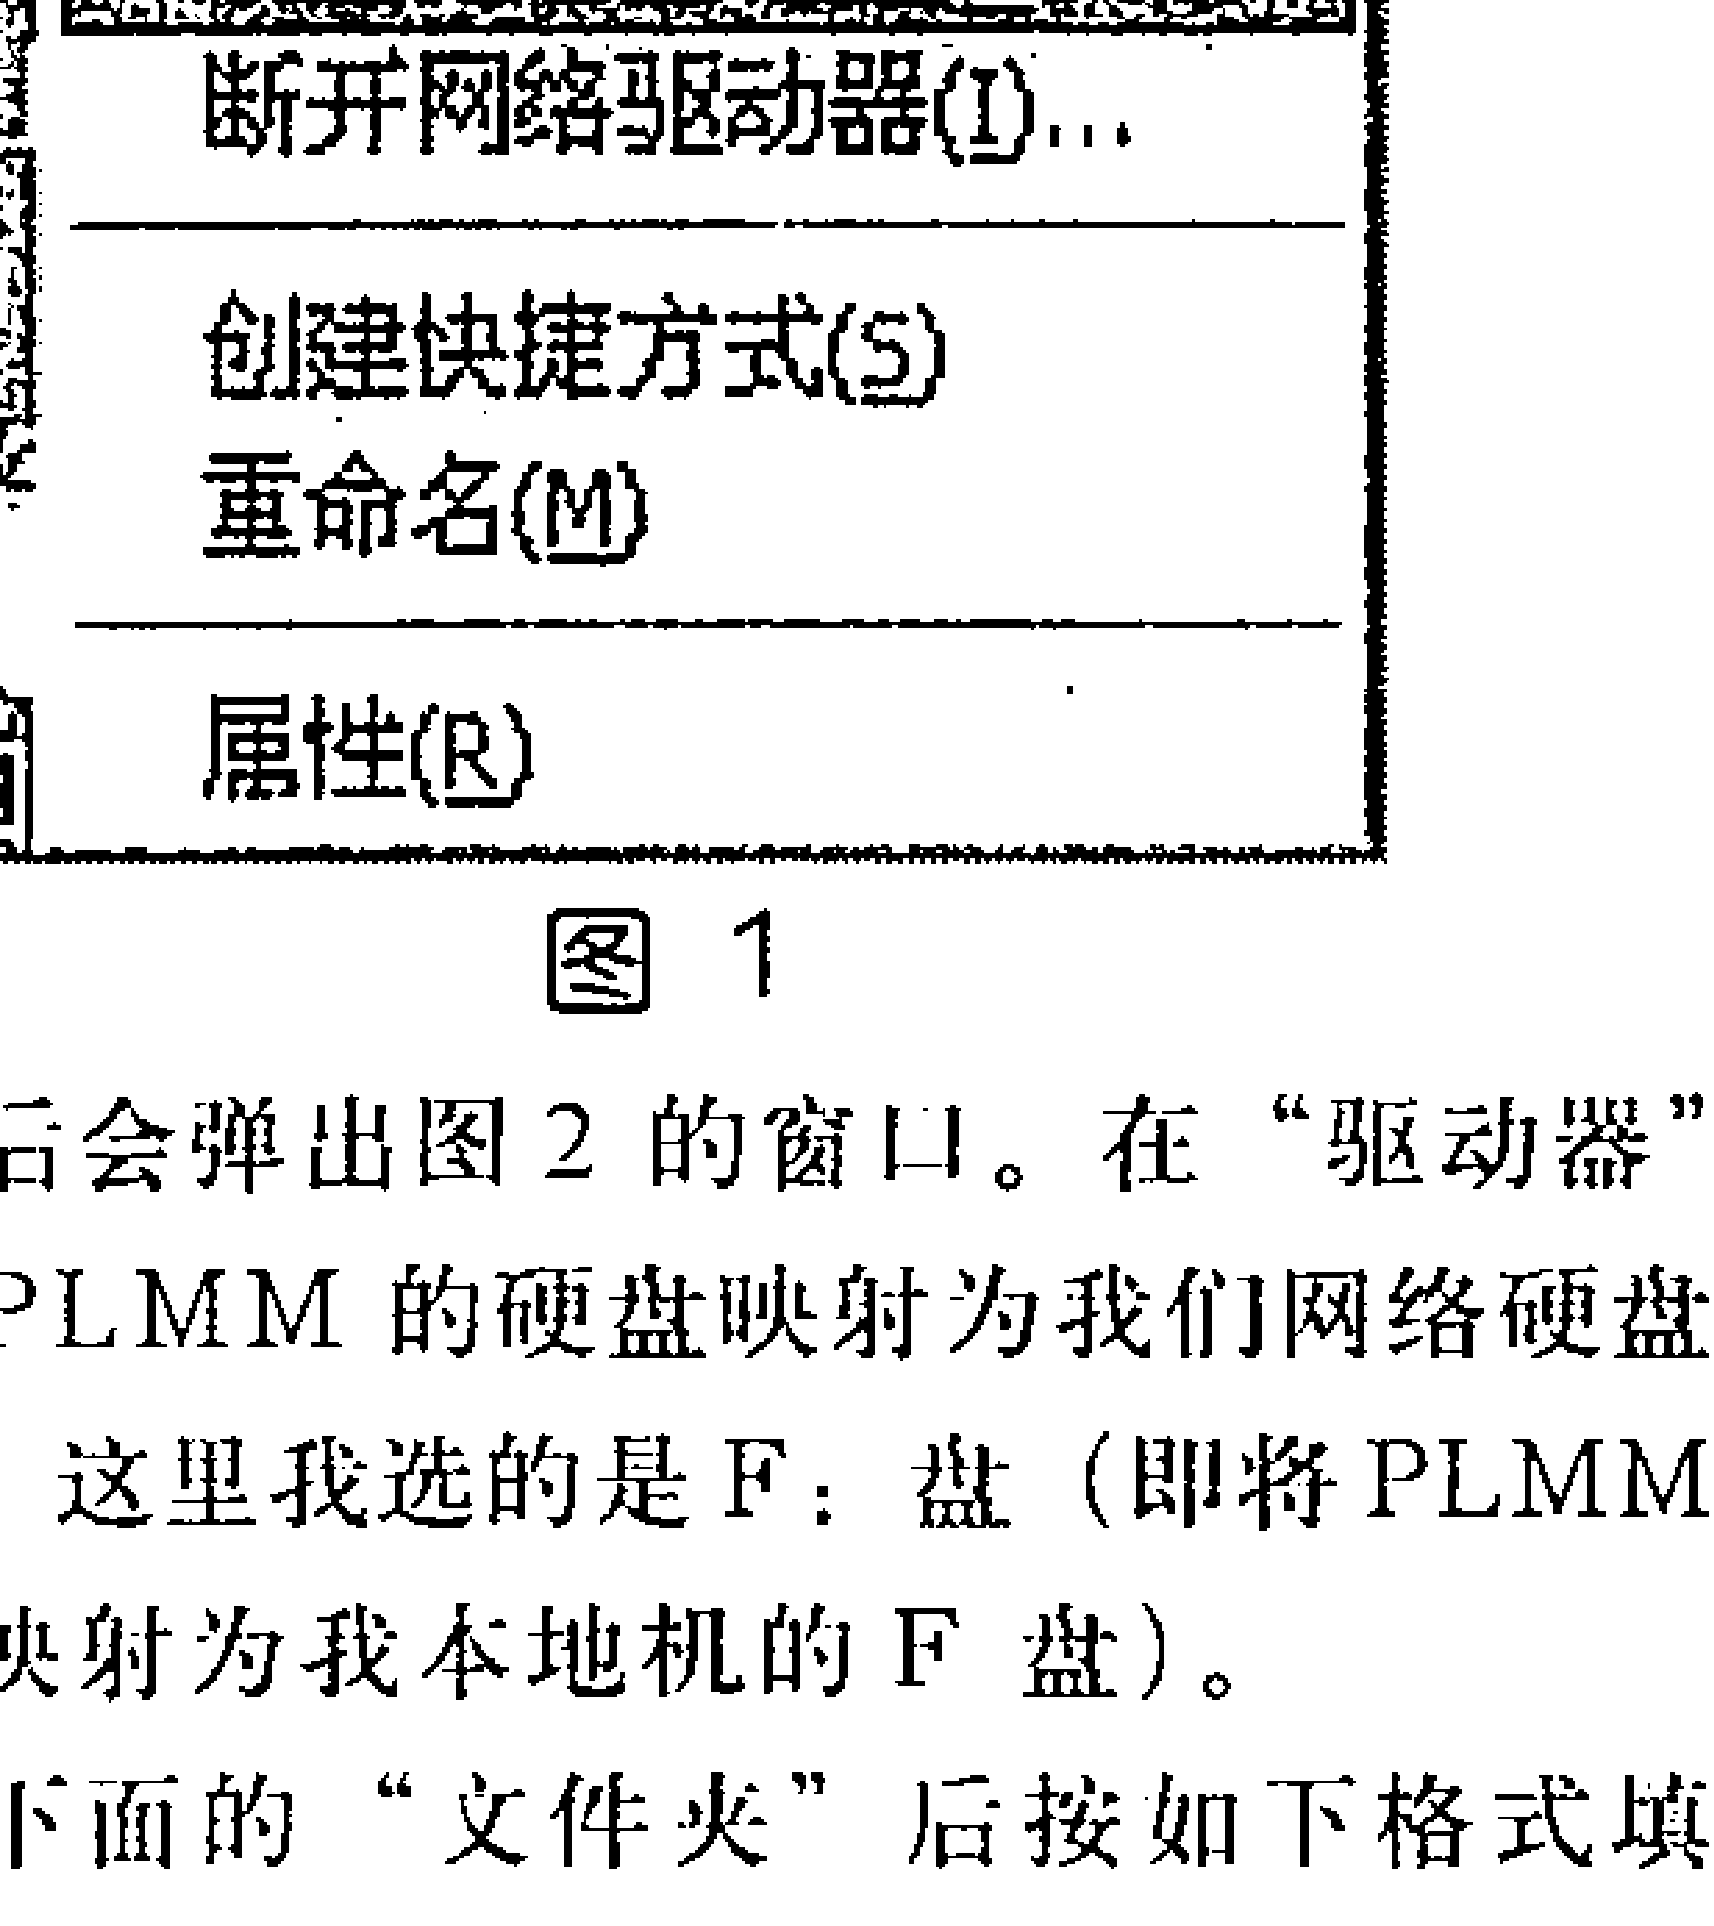 断开网络驱动器(I)...
创建快捷方式(S)
重命名(M)
属性(R)
图 1
后会弹出图 2 的窗口。在“驱动器”
PLMM 的硬盘映射为我们网络硬盘
这里我选的是 F：盘（即将 PLMM
映射为我本地机的 F 盘）。
下面的“文件夹”后按如下格式填